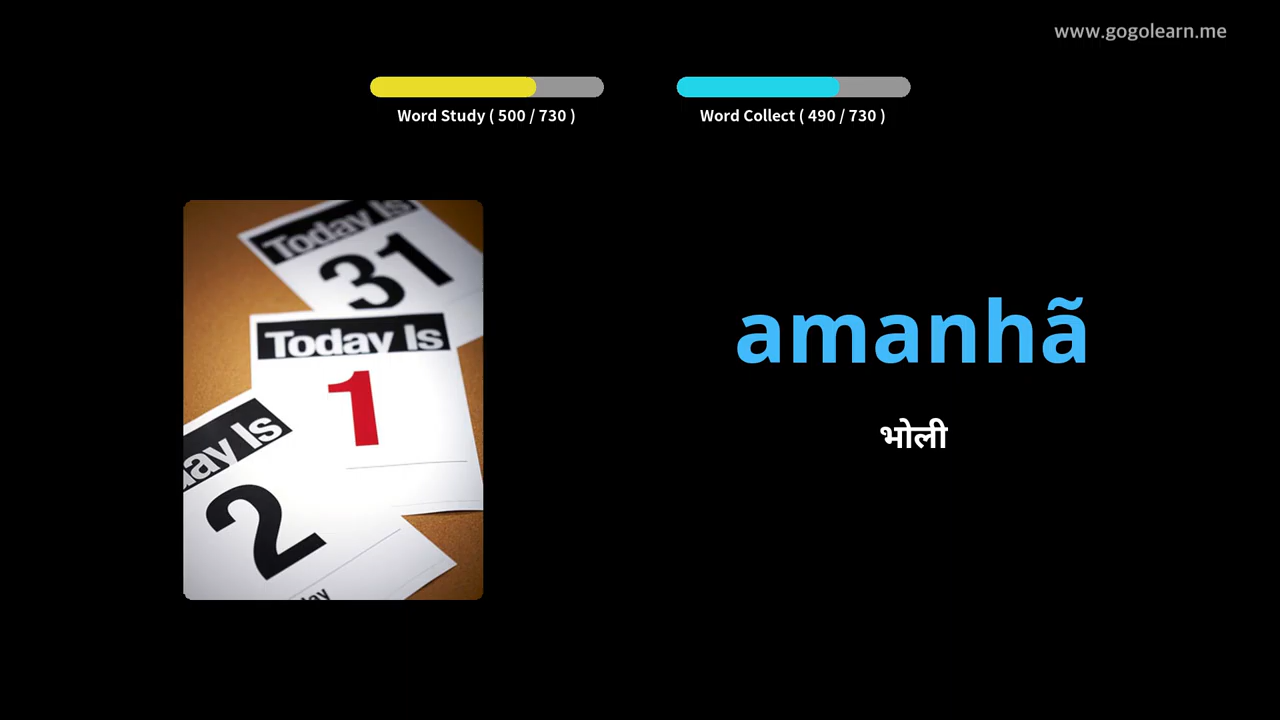 www.gogolearn.me
Word Study ( 500 / 730 )
Word Collect ( 490 / 730 )
Today Is
31
Today Is
1
ay Is
2
amanhã
भोली